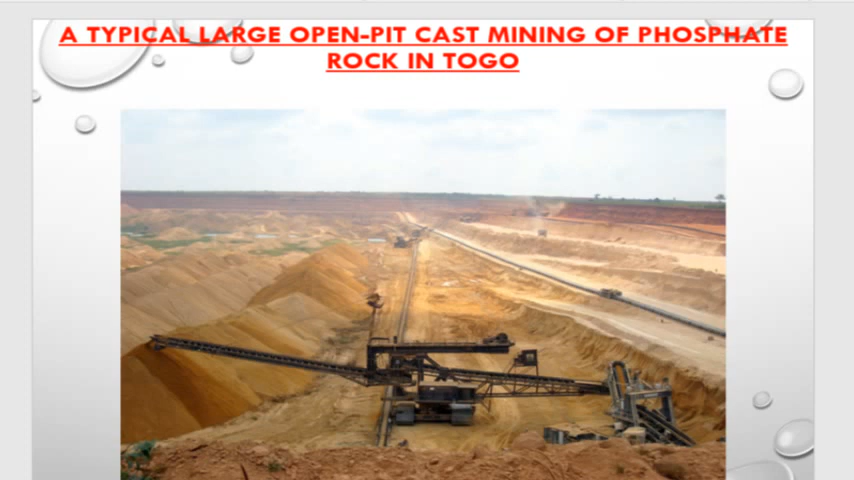 A TYPICAL LARGE OPEN-PIT CAST MINING OF PHOSPHATE
ROCK IN TOGO